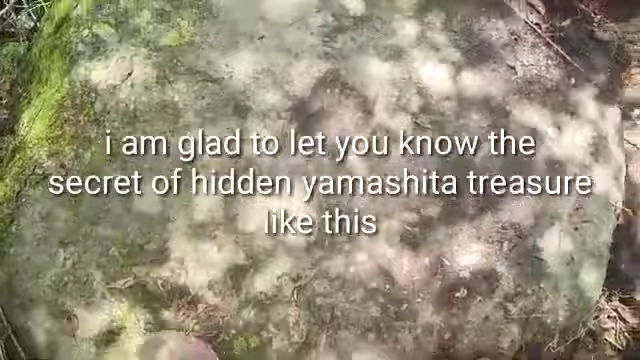 i am glad to let you know the
secret of hidden yamashita treasure
like this